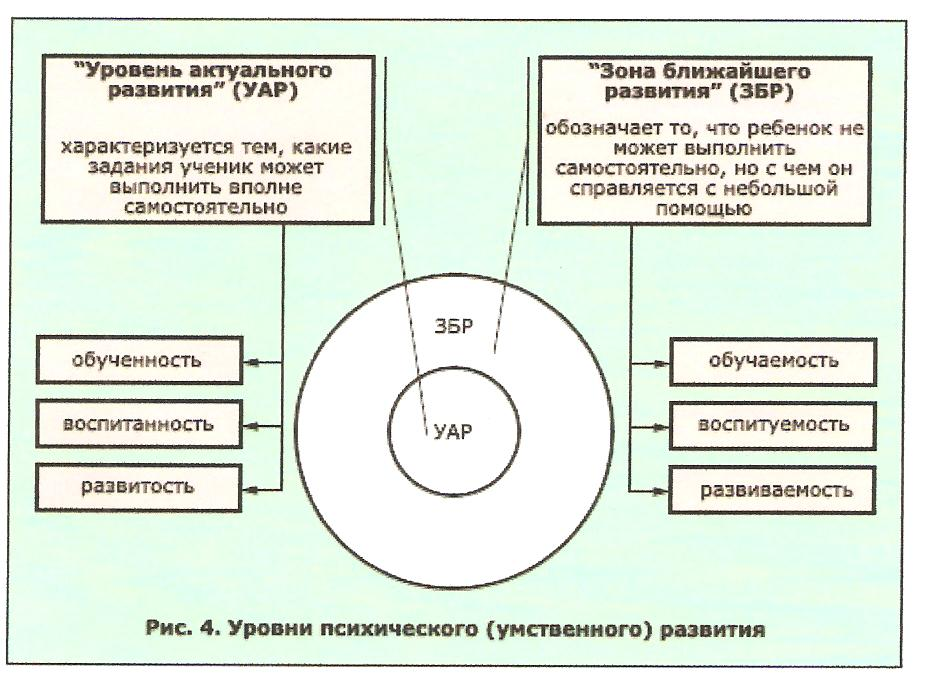 "Уровень актуального
развития" (УАР)
характеризуется тем, какие
задания ученик может
выполнить вполне
самостоятельно
"Зона ближайшего
развития" (ЗБР)
обозначает то, что ребенок не
может выполнить
самостоятельно, но с чем он
справляется с небольшой
помощью
ЗБР
УАР
обученность
воспитанность
развитость
обучаемость
воспитуемость
развиваемость
Рис. 4. Уровни психического (умственного) развития